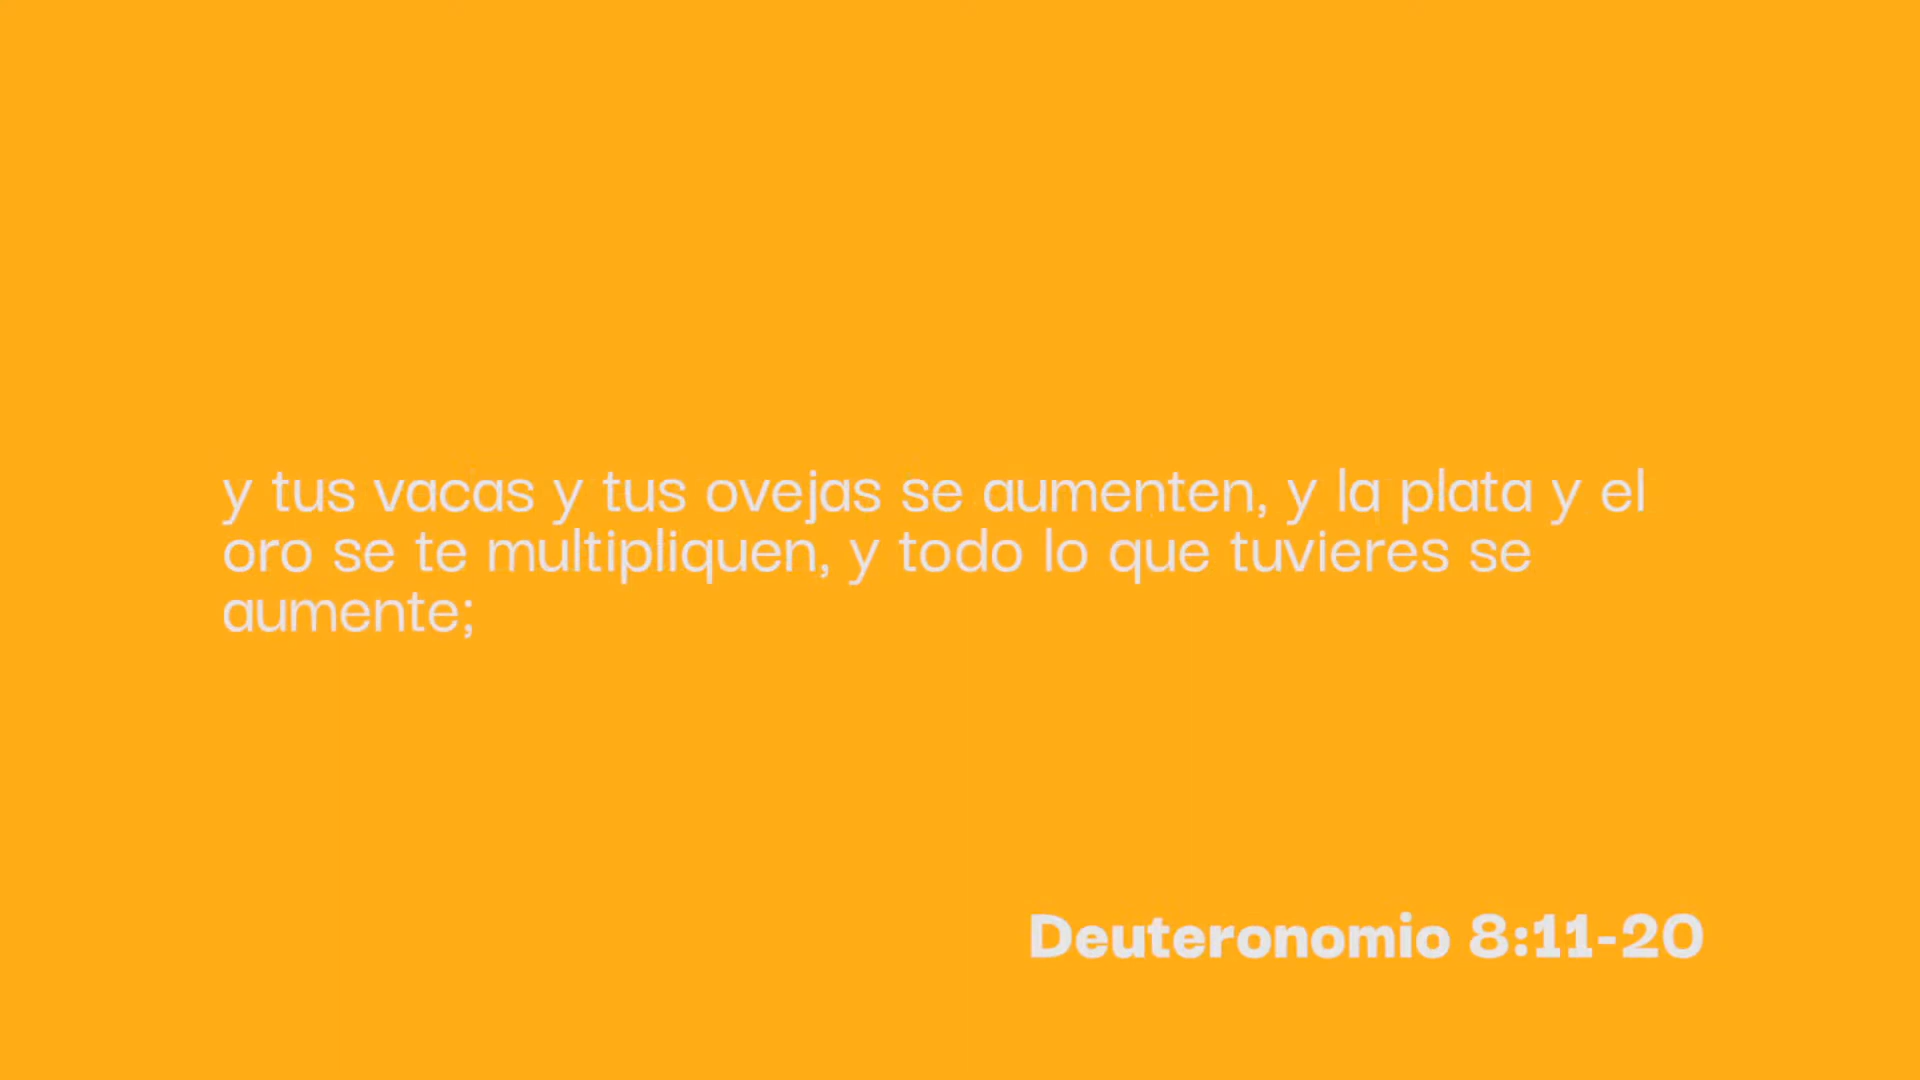 y tus vacas y tus ovejas se aumenten, y la plata y el
oro se te multipliquen, y todo lo que tuvieres se
aumente;
Deuteronomio 8:11-20